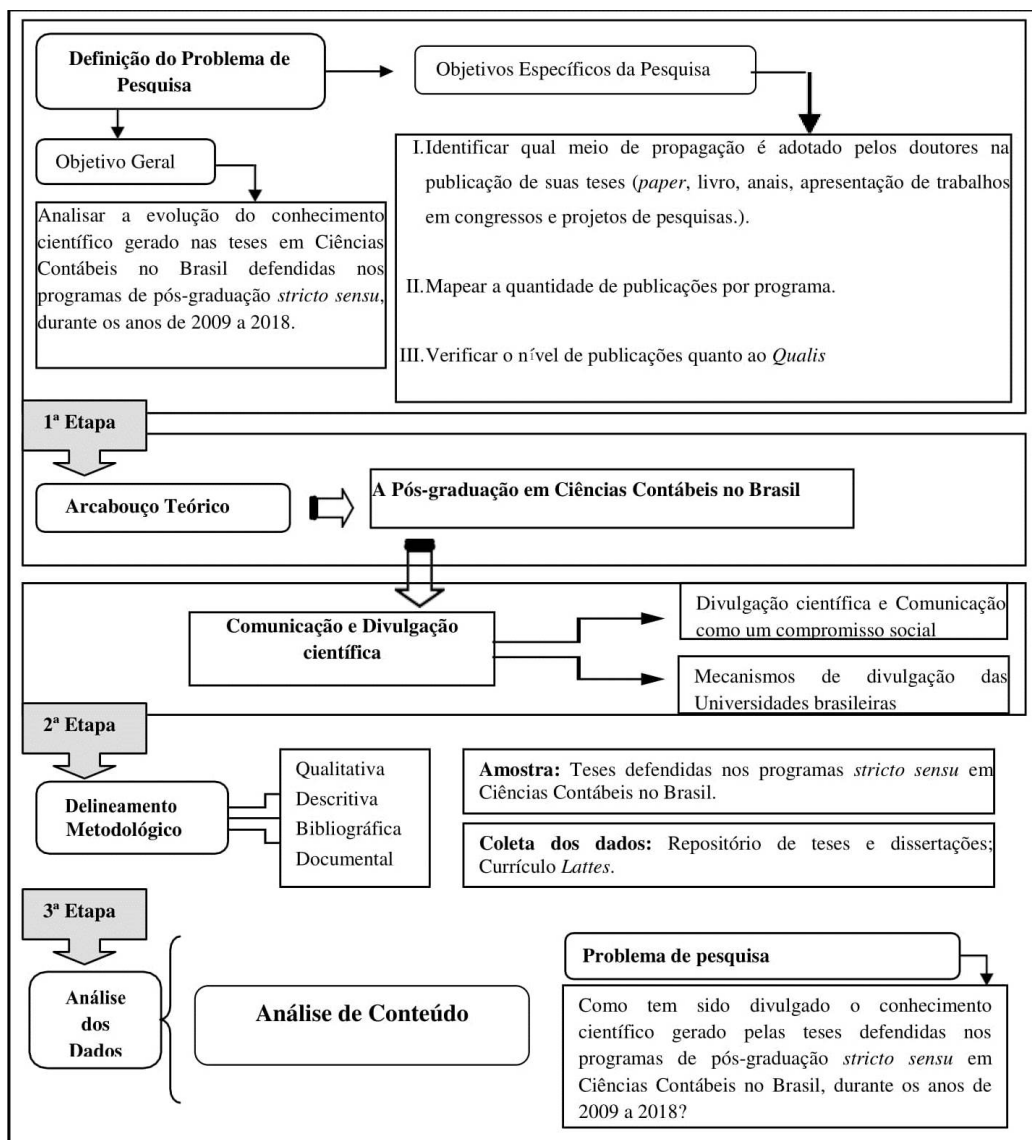 Definição do Problema de
Pesquisa
Objetivos Específicos da Pesquisa
Objetivo Geral
Analisar a evolução do conhecimento
científico gerado nas teses em Ciências
Contábeis no Brasil defendidas nos
programas de pós-graduação stricto sensu,
durante os anos de 2009 a 2018.
I. Identificar qual meio de propagação é adotado pelos doutores na
publicação de suas teses (paper, livro, anais, apresentação de trabalhos
em congressos e projetos de pesquisas.).
II. Mapear a quantidade de publicações por programa.
III. Verificar o nível de publicações quanto ao Qualis
1ª Etapa
Arcabouço Teórico
A Pós-graduação em Ciências Contábeis no Brasil
Comunicação e Divulgação
científica
Divulgação científica e Comunicação
como um compromisso social
Mecanismos de divulgação das
Universidades brasileiras
2ª Etapa
Delineamento
Metodológico
Qualitativa
Descritiva
Bibliográfica
Documental
Amostra: Teses defendidas nos programas stricto sensu em
Ciências Contábeis no Brasil.
Coleta dos dados: Repositório de teses e dissertações;
Currículo Lattes.
3ª Etapa
Análise
dos
Dados
Análise de Conteúdo
Problema de pesquisa
Como tem sido divulgado o conhecimento
científico gerado pelas teses defendidas nos
programas de pós-graduação stricto sensu em
Ciências Contábeis no Brasil, durante os anos de
2009 a 2018?